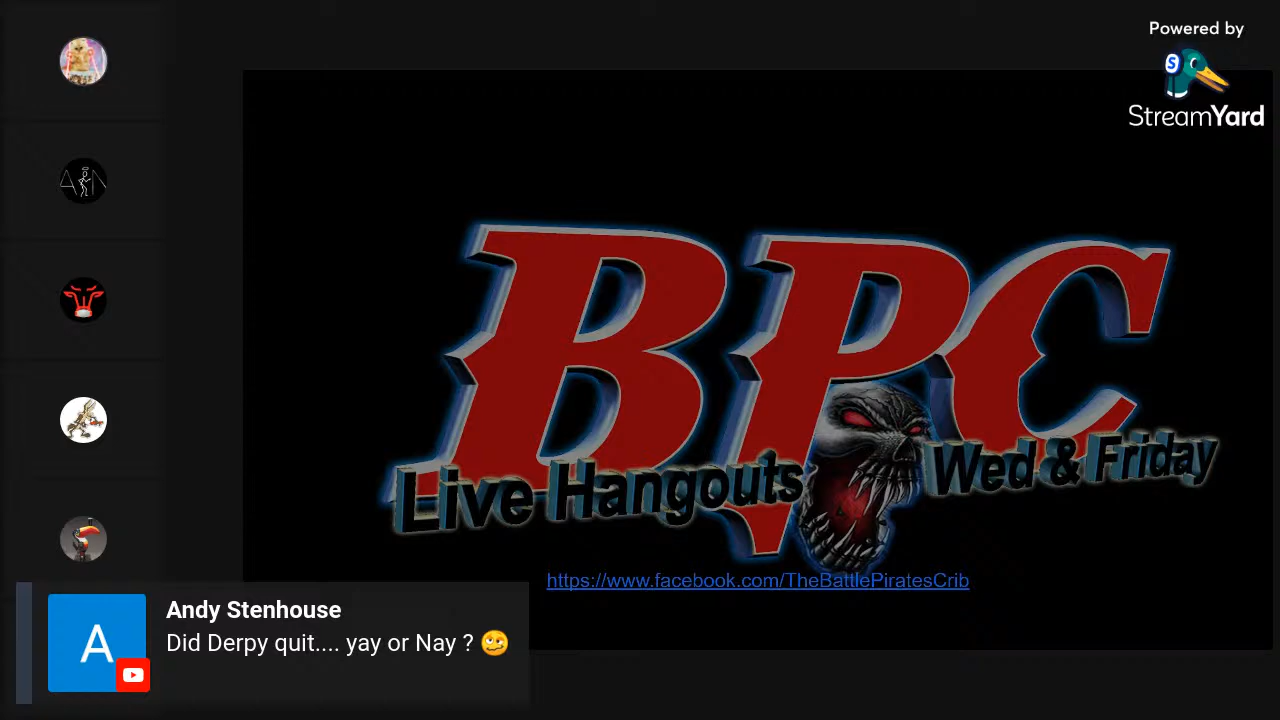 Powered by
StreamYard
BPC
Live Hangouts Wed & Friday
https://www.facebook.com/TheBattlePiratesCrib
Andy Stenhouse
A
Did Derpy quit.... yay or Nay ? 🥴